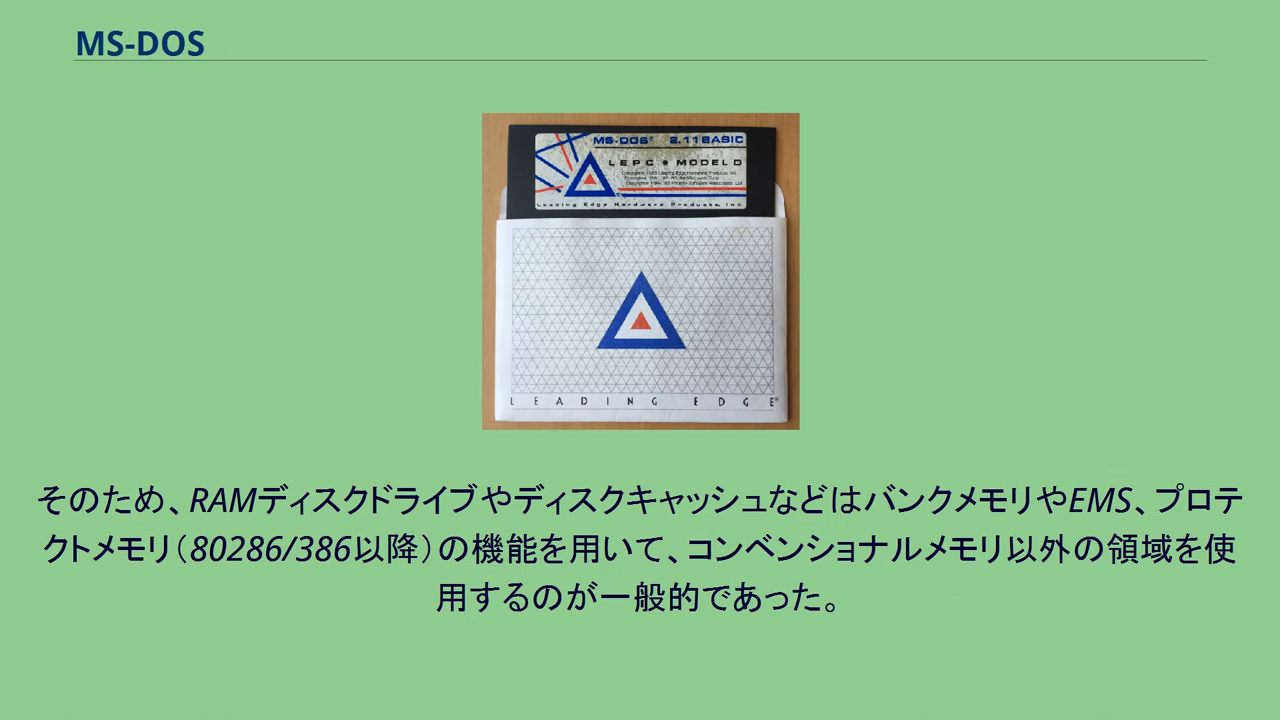 MS-DOS
MS-DOS® 2.11 BASIC
LEPC MODEL D
Leading Edge Hardware Products, Inc.
LEADING EDGE®
そのため、RAMディスクドライブやディスクキャッシュなどはバンクメモリやEMS、プロテ
クトメモリ（80286/386以降）の機能を用いて、コンベンショナルメモリ以外の領域を使
用するのが一般的であった。